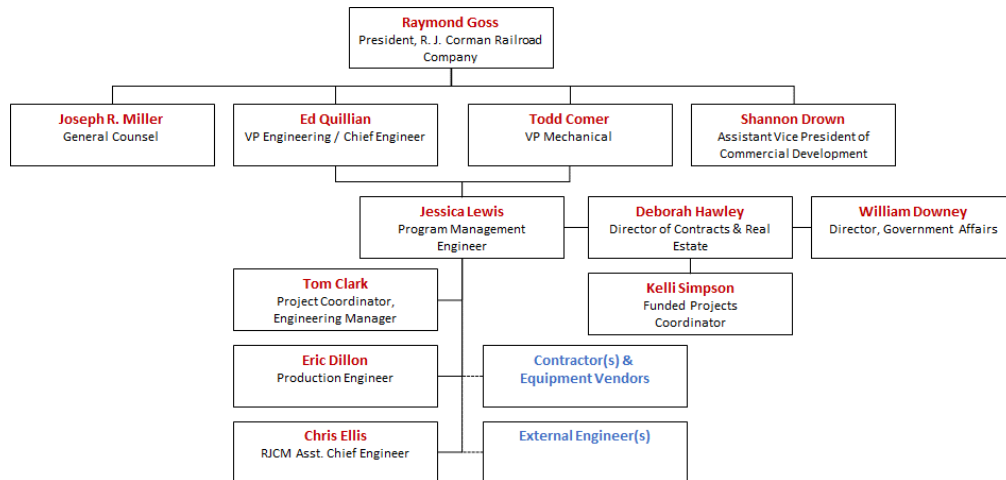 Raymond Goss
President, R. J. Corman Railroad
Company
Joseph R. Miller
General Counsel
Ed Quillian
VP Engineering / Chief Engineer
Todd Comer
VP Mechanical
Shannon Drown
Assistant Vice President of
Commercial Development
Jessica Lewis
Program Management
Engineer
Deborah Hawley
Director of Contracts & Real
Estate
William Downey
Director, Government Affairs
Tom Clark
Project Coordinator,
Engineering Manager
Kelli Simpson
Funded Projects
Coordinator
Eric Dillon
Production Engineer
Contractor(s) &
Equipment Vendors
Chris Ellis
RJCM Asst. Chief Engineer
External Engineer(s)